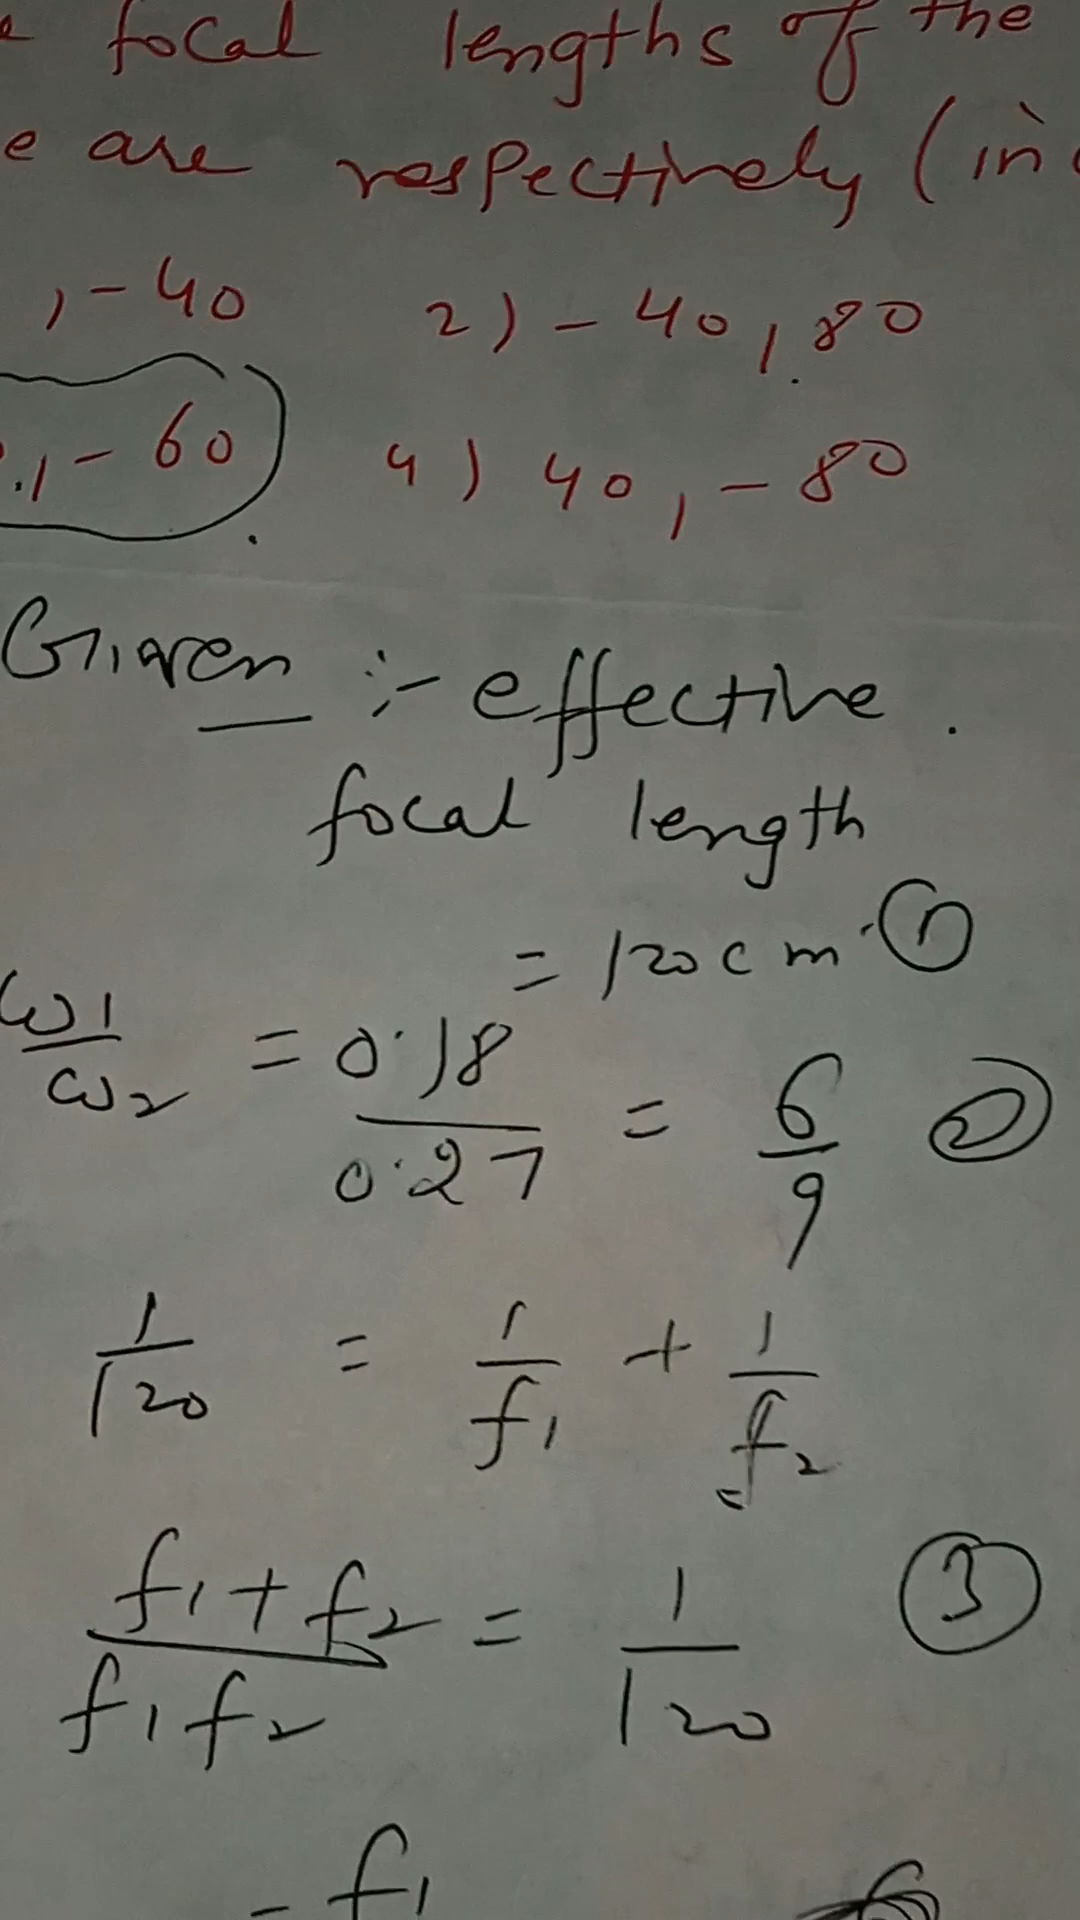 focal lengths of the
e are respectively (in
, -40 2) -40, 80
, -60 4) 40, -80
Given :- effective.
focal length
= 120cm. ①
ω1/ω2 = 0.18/0.27 = 6/9 ②
1/120 = 1/f1 + 1/f2
f1+f2/f1f2 = 1/120 ③
- f1